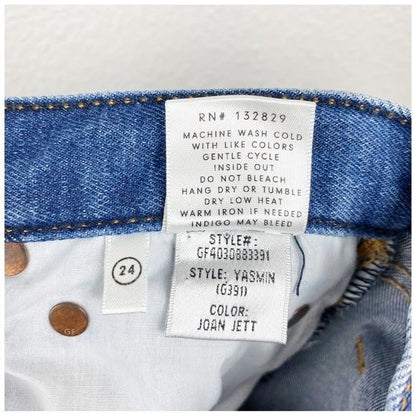 RN# 132829
MACHINE WASH COLD
WITH LIKE COLORS
GENTLE CYCLE
INSIDE OUT
DO NOT BLEACH
HANG DRY OR TUMBLE
DRY LOW HEAT
WARM IRON IF NEEDED
INDIGO MAY BLEED
24
STYLE#:
GF4030883391
STYLE: YASMIN
(G391)
COLOR:
JOAN JETT
GF